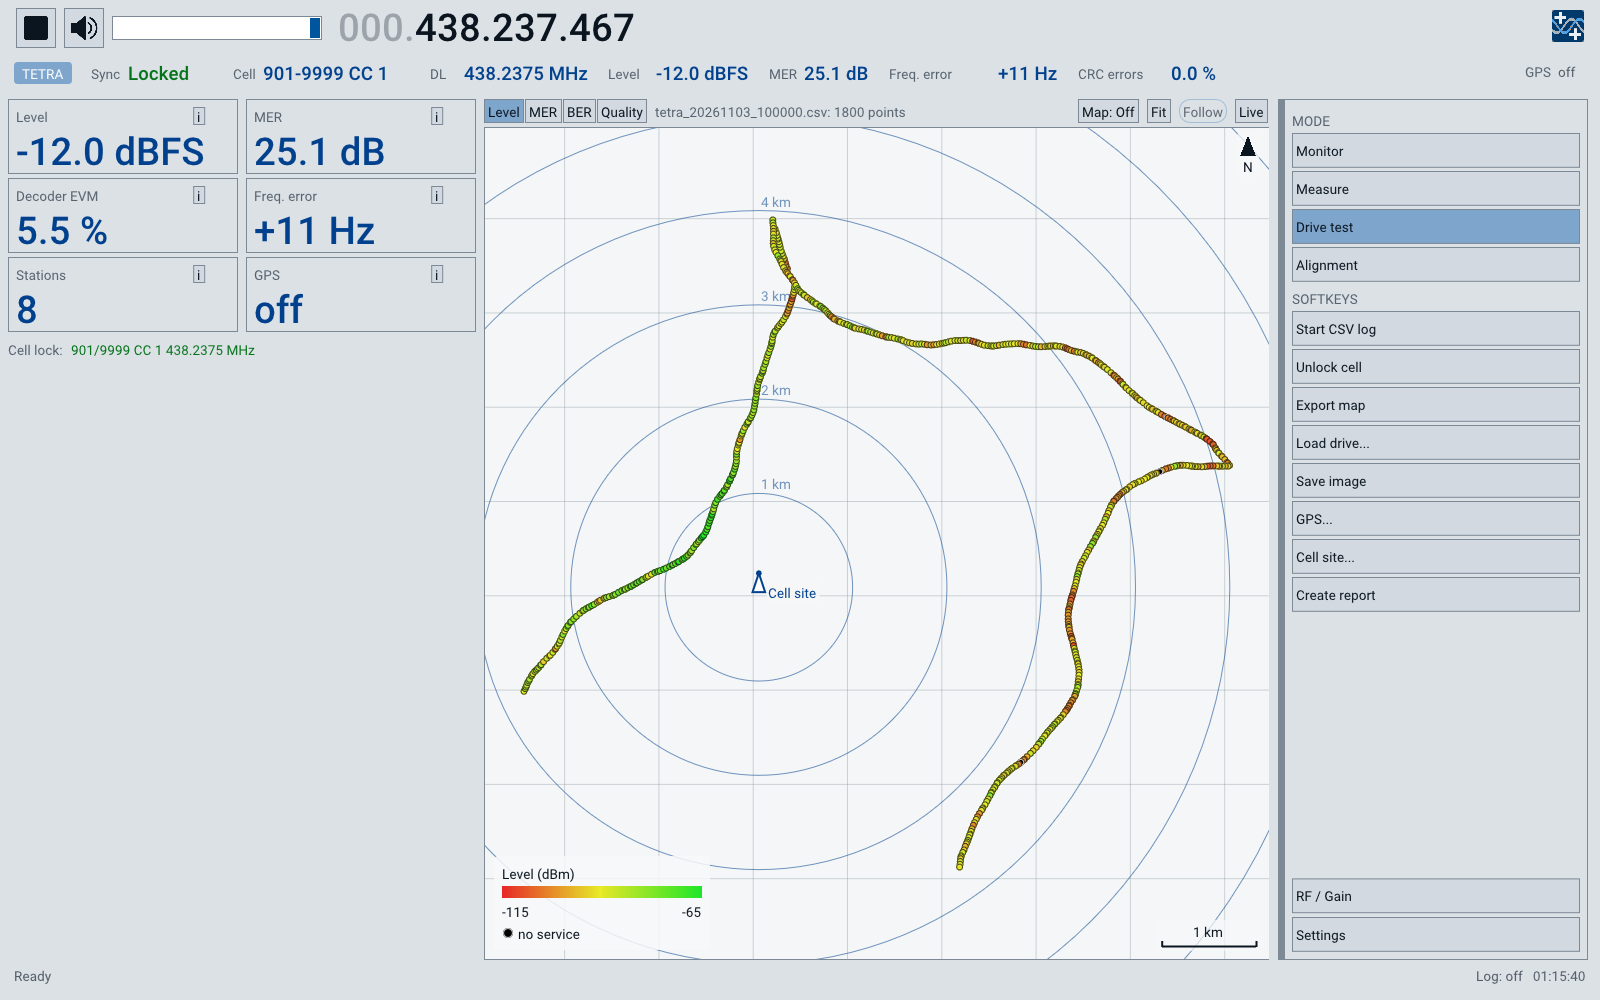 000.438.237.467
TETRA Sync Locked Cell 901-9999 CC 1 DL 438.2375 MHz Level -12.0 dBFS MER 25.1 dB Freq. error +11 Hz CRC errors 0.0 % GPS off
Level i
-12.0 dBFS
MER i
25.1 dB
Decoder EVM i
5.5 %
Freq. error i
+11 Hz
Stations i
8
GPS i
off
Cell lock: 901/9999 CC 1 438.2375 MHz
Level MER BER Quality tetra_20261103_100000.csv: 1800 points Map: Off Fit Follow Live
N
4 km
3 km
2 km
1 km
Cell site
Level (dBm)
-115 -65
no service
1 km
MODE
Monitor
Measure
Drive test
Alignment
SOFTKEYS
Start CSV log
Unlock cell
Export map
Load drive...
Save image
GPS...
Cell site...
Create report
RF / Gain
Settings
Ready
Log: off 01:15:40